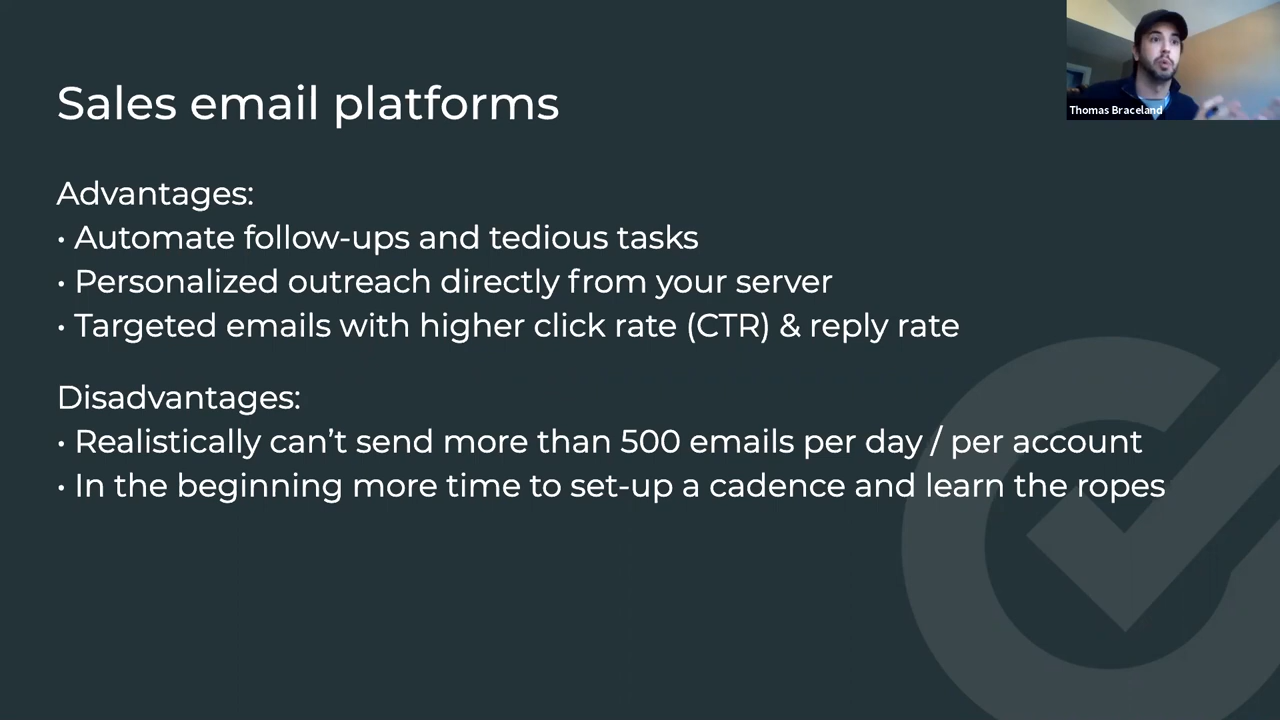 Sales email platforms
Thomas Braceland
Advantages:
• Automate follow-ups and tedious tasks
• Personalized outreach directly from your server
• Targeted emails with higher click rate (CTR) & reply rate
Disadvantages:
• Realistically can’t send more than 500 emails per day / per account
• In the beginning more time to set-up a cadence and learn the ropes